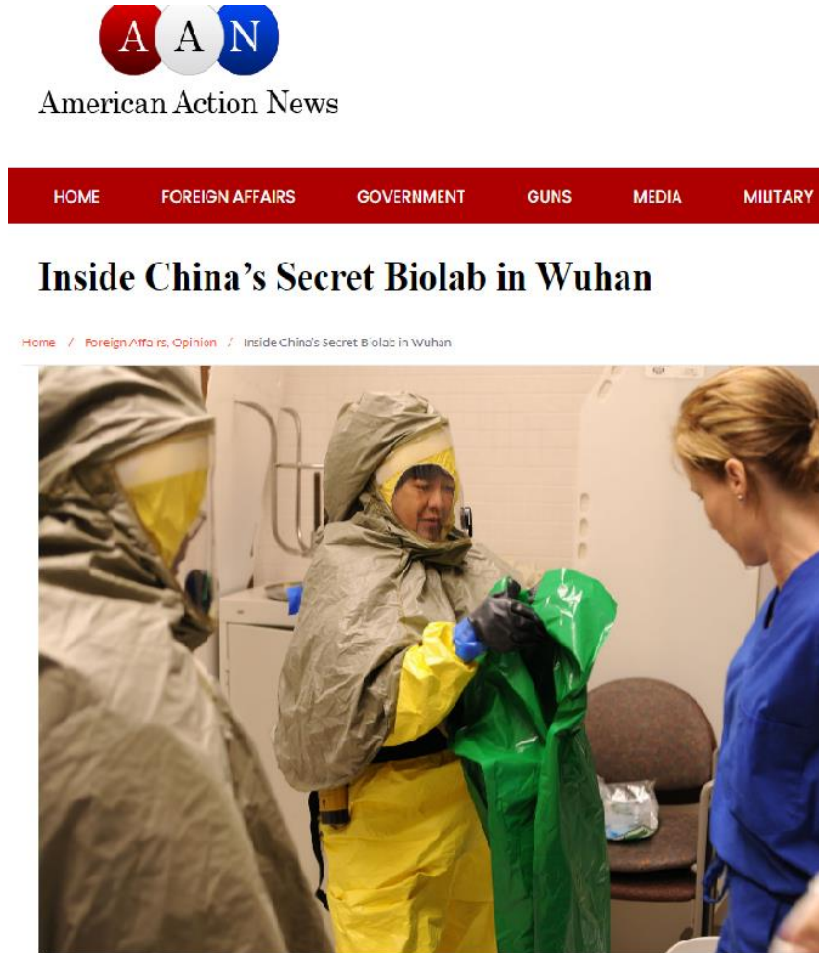 A A N
American Action News
HOME FOREIGN AFFAIRS GOVERNMENT GUNS MEDIA MILITARY
Inside China's Secret Biolab in Wuhan
Home / Foreign Affairs, Opinion / Inside China's Secret Biolab in Wuhan